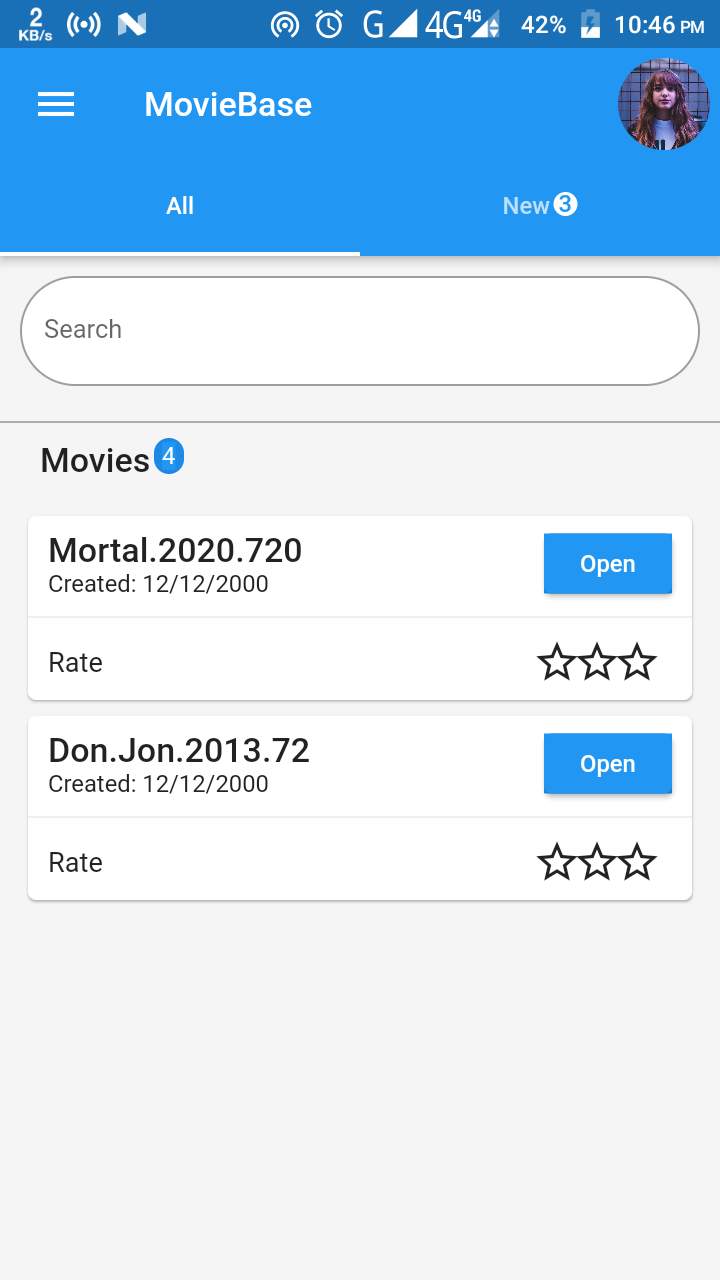 2 KB/s G 4G 4G 42% 10:46 PM
MovieBase
All New 3
Search
Movies 4
Mortal.2020.720
Created: 12/12/2000
Open
Rate
Don.Jon.2013.72
Created: 12/12/2000
Open
Rate